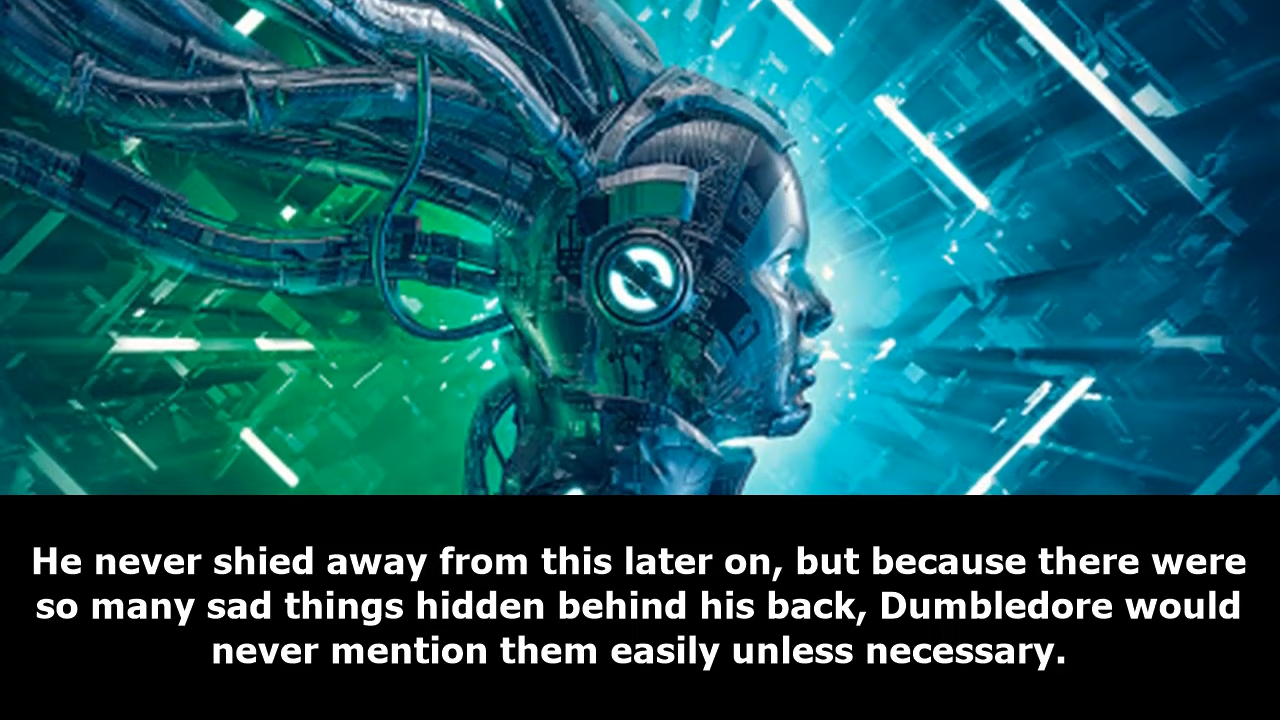 He never shied away from this later on, but because there were
so many sad things hidden behind his back, Dumbledore would
never mention them easily unless necessary.